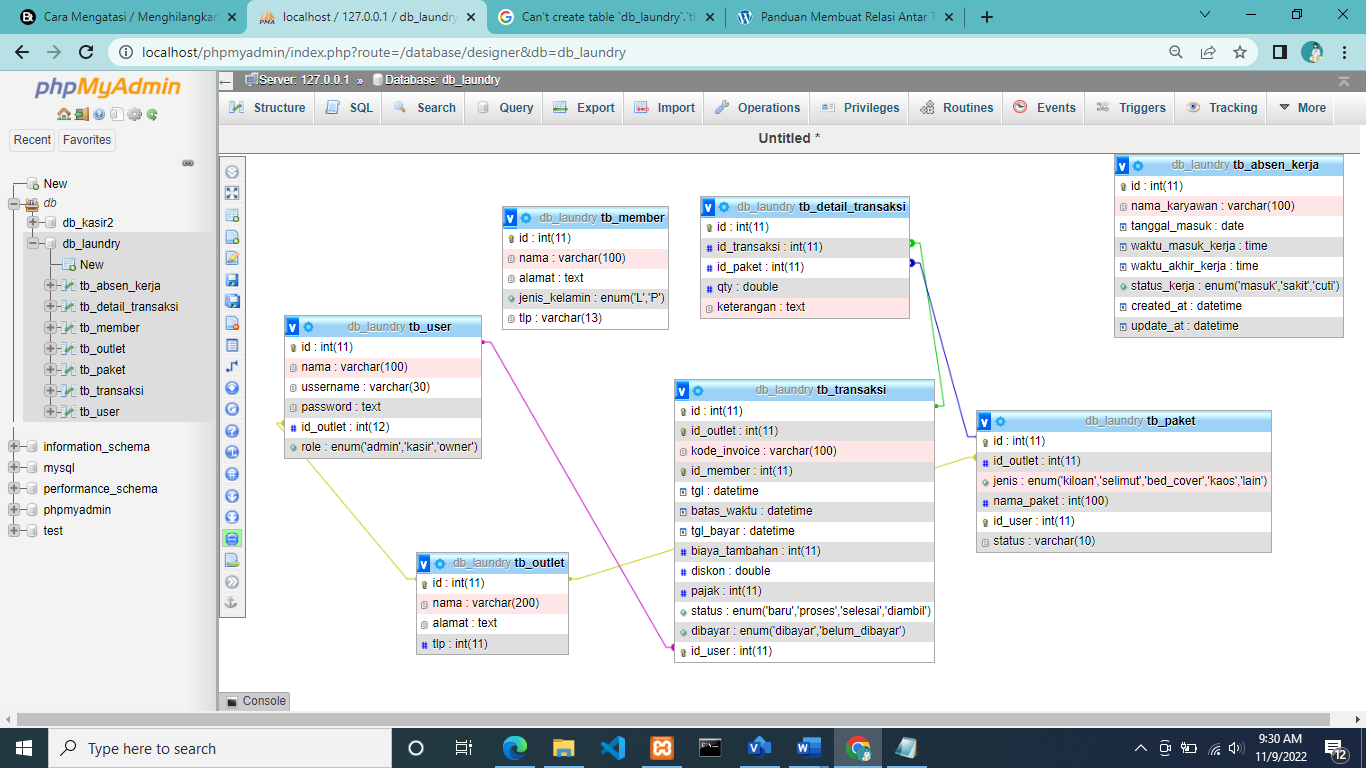 Cara Mengatasi / Menghilangkan
localhost / 127.0.0.1 / db_laundry
Can't create table `db_laundry`.`tl
Panduan Membuat Relasi Antar T
localhost/phpmyadmin/index.php?route=/database/designer&db=db_laundry
phpMyAdmin
Recent
Favorites
New
db
db_kasir2
db_laundry
New
tb_absen_kerja
tb_detail_transaksi
tb_member
tb_outlet
tb_paket
tb_transaksi
tb_user
information_schema
mysql
performance_schema
phpmyadmin
test
Server: 127.0.0.1 » Database: db_laundry
Structure
SQL
Search
Query
Export
Import
Operations
Privileges
Routines
Events
Triggers
Tracking
More
Untitled *
db_laundry tb_absen_kerja
id : int(11)
nama_karyawan : varchar(100)
tanggal_masuk : date
waktu_masuk_kerja : time
waktu_akhir_kerja : time
status_kerja : enum('masuk','sakit','cuti')
created_at : datetime
update_at : datetime
db_laundry tb_detail_transaksi
id : int(11)
id_transaksi : int(11)
id_paket : int(11)
qty : double
keterangan : text
db_laundry tb_member
id : int(11)
nama : varchar(100)
alamat : text
jenis_kelamin : enum('L','P')
tlp : varchar(13)
db_laundry tb_user
id : int(11)
nama : varchar(100)
ussername : varchar(30)
password : text
id_outlet : int(12)
role : enum('admin','kasir','owner')
db_laundry tb_transaksi
id : int(11)
id_outlet : int(11)
kode_invoice : varchar(100)
id_member : int(11)
tgl : datetime
batas_waktu : datetime
tgl_bayar : datetime
biaya_tambahan : int(11)
diskon : double
pajak : int(11)
status : enum('baru','proses','selesai','diambil')
dibayar : enum('dibayar','belum_dibayar')
id_user : int(11)
db_laundry tb_paket
id : int(11)
id_outlet : int(11)
jenis : enum('kiloan','selimut','bed_cover','kaos','lain')
nama_paket : int(100)
id_user : int(11)
status : varchar(10)
db_laundry tb_outlet
id : int(11)
nama : varchar(200)
alamat : text
tlp : int(11)
Console
Type here to search
9:30 AM
11/9/2022
12